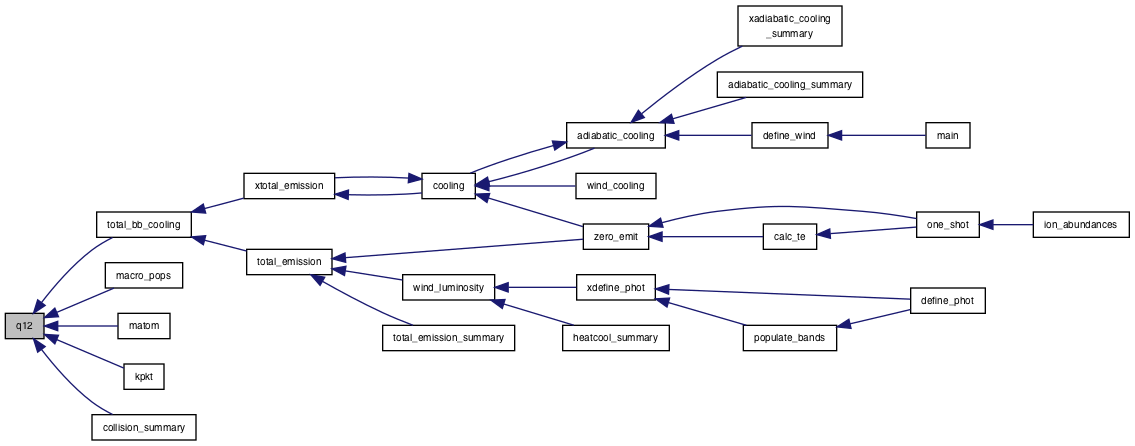 xadiabatic_cooling
_summary
adiabatic_cooling_summary
adiabatic_cooling
define_wind
main
xtotal_emission
cooling
wind_cooling
total_bb_cooling
zero_emit
calc_te
one_shot
ion_abundances
total_emission
macro_pops
wind_luminosity
xdefine_phot
define_phot
q12
matom
total_emission_summary
heatcool_summary
populate_bands
kpkt
collision_summary